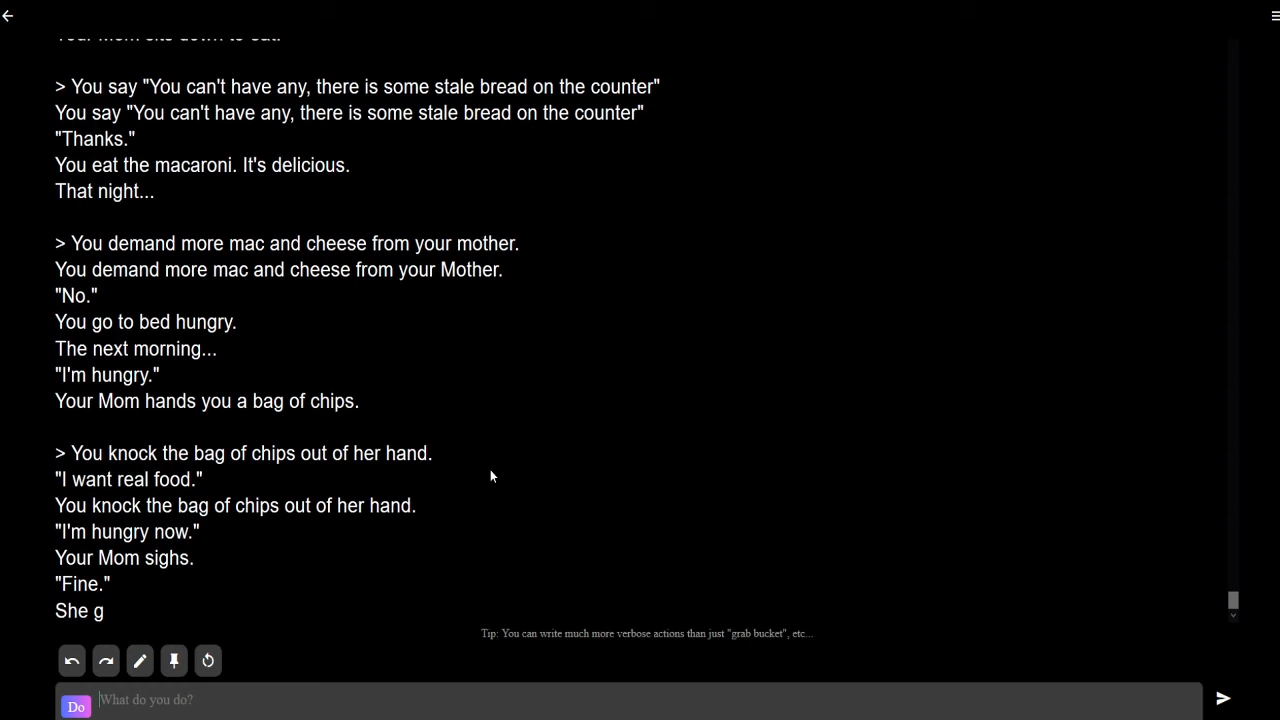 Your Mom sits down to eat.
> You say "You can't have any, there is some stale bread on the counter"
You say "You can't have any, there is some stale bread on the counter"
"Thanks."
You eat the macaroni. It's delicious.
That night...
> You demand more mac and cheese from your mother.
You demand more mac and cheese from your Mother.
"No."
You go to bed hungry.
The next morning...
"I'm hungry."
Your Mom hands you a bag of chips.
> You knock the bag of chips out of her hand.
"I want real food."
You knock the bag of chips out of her hand.
"I'm hungry now."
Your Mom sighs.
"Fine."
She g
Tip: You can write much more verbose actions than just "grab bucket", etc...
Do What do you do?